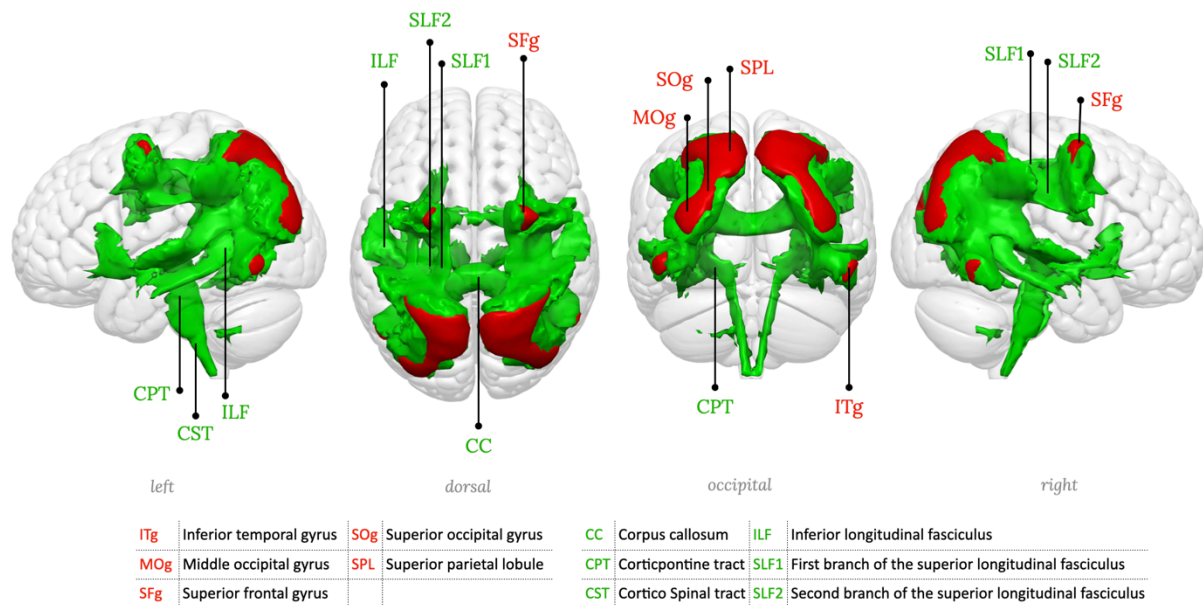 SLF2
ILF
SLF1
SFg
SOg
SPL
MOg
SLF1
SLF2
SFg
CPT
CST
ILF
CC
CPT
ITg
left
dorsal
occipital
right
ITg Inferior temporal gyrus SOg Superior occipital gyrus CC Corpus callosum ILF Inferior longitudinal fasciculus
MOg Middle occipital gyrus SPL Superior parietal lobule CPT Corticpontine tract SLF1 First branch of the superior longitudinal fasciculus
SFg Superior frontal gyrus CST Cortico Spinal tract SLF2 Second branch of the superior longitudinal fasciculus